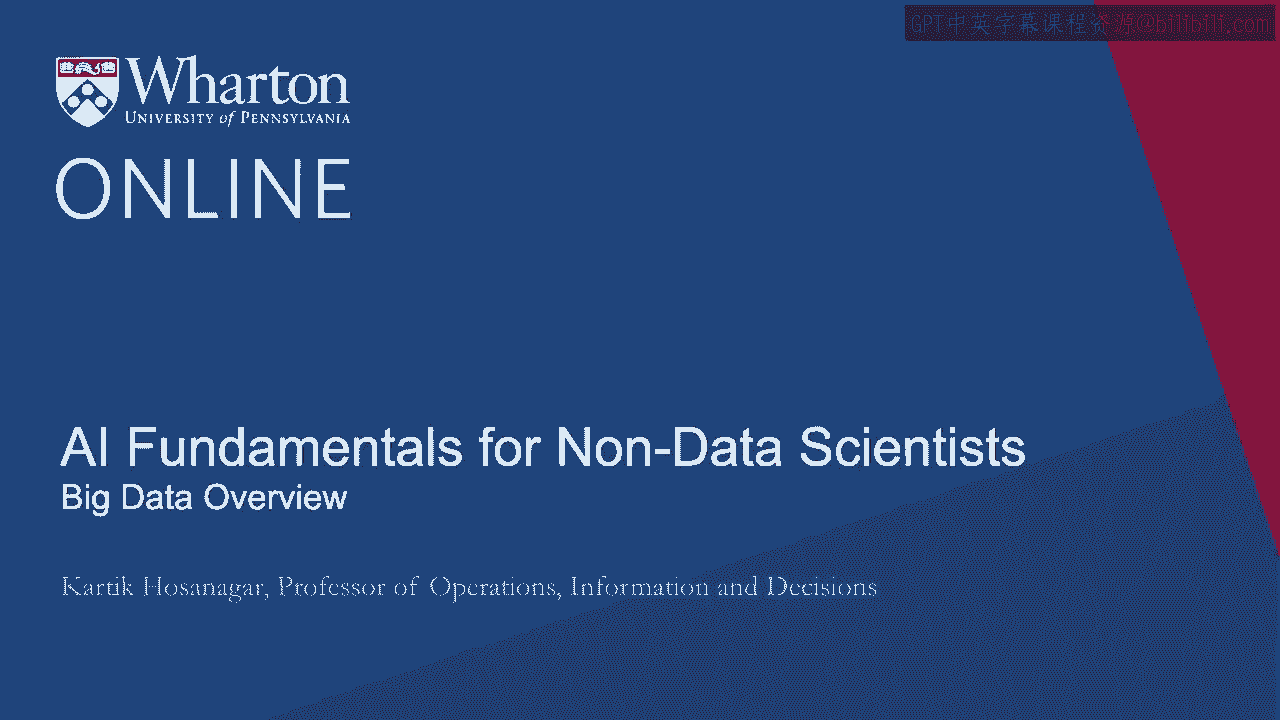 GPT中英字幕课程资源@bilibili.com
Wharton
UNIVERSITY of PENNSYLVANIA
ONLINE
AI Fundamentals for Non-Data Scientists
Big Data Overview
Kartik Hosanagar, Professor of Operations, Information and Decisions